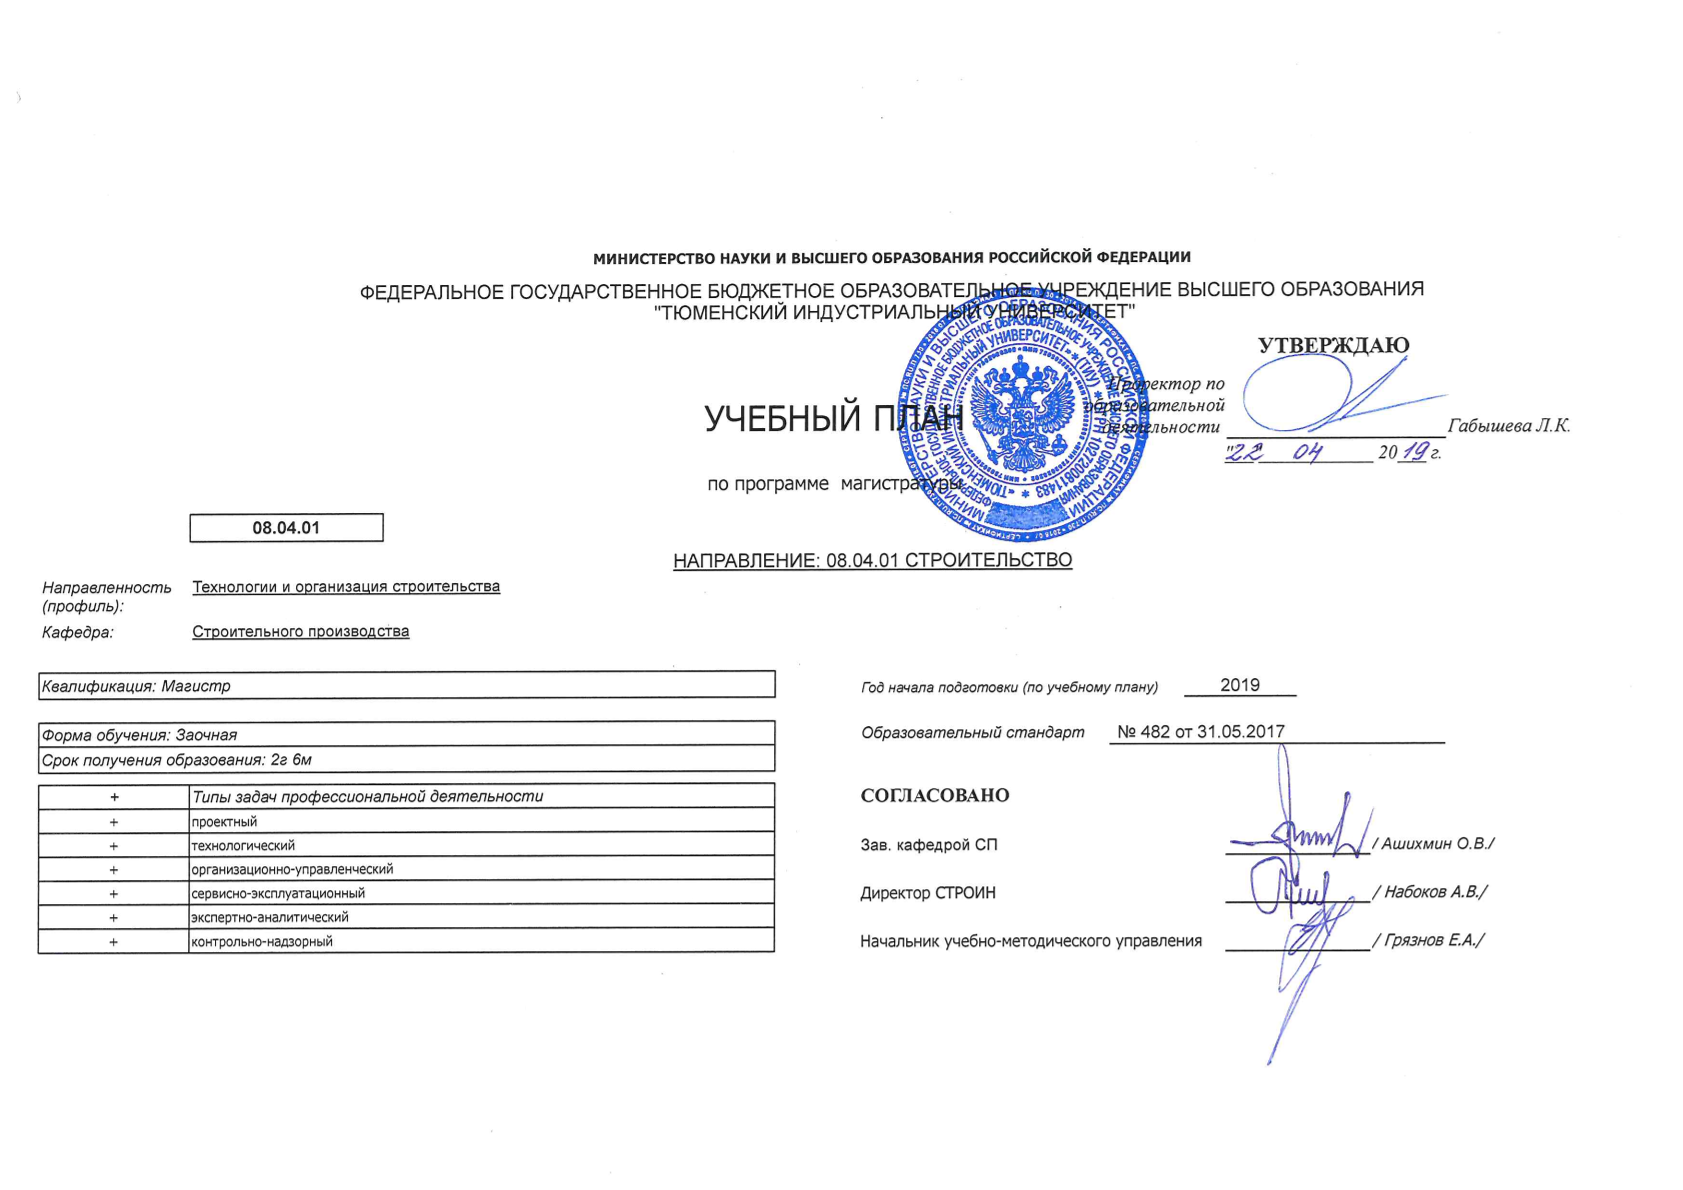 МИНИСТЕРСТВО НАУКИ И ВЫСШЕГО ОБРАЗОВАНИЯ РОССИЙСКОЙ ФЕДЕРАЦИИ
ФЕДЕРАЛЬНОЕ ГОСУДАРСТВЕННОЕ БЮДЖЕТНОЕ ОБРАЗОВАТЕЛЬНОЕ УЧРЕЖДЕНИЕ ВЫСШЕГО ОБРАЗОВАНИЯ
"ТЮМЕНСКИЙ ИНДУСТРИАЛЬНЫЙ УНИВЕРСИТЕТ"
УТВЕРЖДАЮ
Проректор по
образовательной
деятельности Габышева Л.К.
"22" 04 2019 г.
УЧЕБНЫЙ ПЛАН
по программе магистратуры
08.04.01
НАПРАВЛЕНИЕ: 08.04.01 СТРОИТЕЛЬСТВО
Направленность Технологии и организация строительства
(профиль):
Кафедра: Строительного производства
Квалификация: Магистр
Форма обучения: Заочная
Срок получения образования: 2г 6м
+ Типы задач профессиональной деятельности
+ проектный
+ технологический
+ организационно-управленческий
+ сервисно-эксплуатационный
+ экспертно-аналитический
+ контрольно-надзорный
Год начала подготовки (по учебному плану) 2019
Образовательный стандарт № 482 от 31.05.2017
СОГЛАСОВАНО
Зав. кафедрой СП / Ашихмин О.В./
Директор СТРОИН / Набоков А.В./
Начальник учебно-методического управления / Грязнов Е.А./